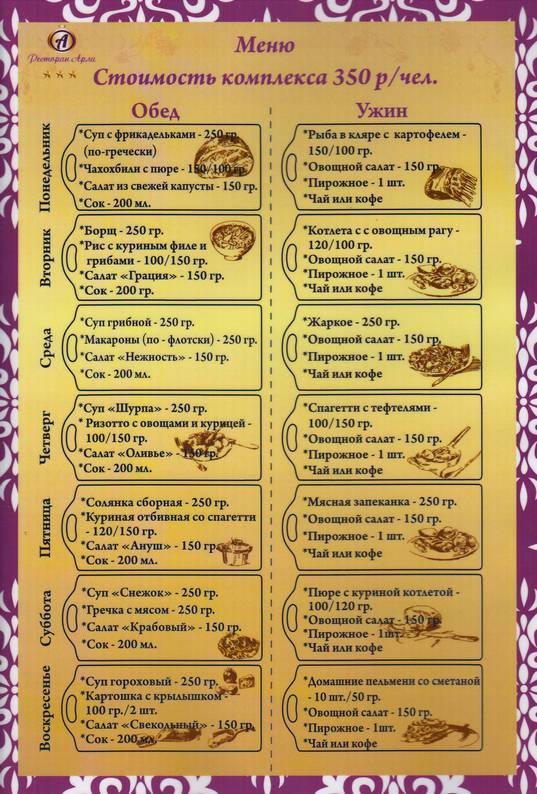 А
Ресторан Арли
Меню
Стоимость комплекса 350 р/чел.
Обед
Понедельник
*Суп с фрикадельками - 250 гр.
(по-гречески)
*Чахохбили с пюре - 150/100 гр.
*Салат из свежей капусты - 150 гр.
*Сок - 200 мл.
Вторник
*Борщ - 250 гр.
*Рис с куриным филе и
грибами - 100/150 гр.
*Салат «Грация» - 150 гр.
*Сок - 200 гр.
Среда
*Суп грибной - 250 гр.
*Макароны (по - флотски) - 250 гр.
*Салат «Нежность» - 150 гр.
*Сок - 200 мл.
Четверг
*Суп «Шурпа» - 250 гр.
* Ризотто с овощами и курицей -
100/150 гр.
*Салат «Оливье» - 150 гр.
*Сок - 200 мл.
Пятница
*Солянка сборная - 250 гр.
*Куриная отбивная со спагетти
- 120/150 гр.
*Салат «Ануш» - 150 гр.
*Сок - 200 мл.
Суббота
*Суп «Снежок» - 250 гр.
*Гречка с мясом - 250 гр.
*Салат «Крабовый» - 150 гр.
*Сок - 200 мл.
Воскресенье
*Суп гороховый - 250 гр.
*Картошка с крылышком -
100 гр./2 шт.
*Салат «Свекольный» - 150 гр.
*Сок - 200 мл.
Ужин
*Рыба в кляре с картофелем -
150/100 гр.
*Овощной салат - 150 гр.
*Пирожное - 1 шт.
*Чай или кофе
*Котлета с с овощным рагу -
120/100 гр.
*Овощной салат - 150 гр.
*Пирожное - 1 шт.
*Чай или кофе
*Жаркое - 250 гр.
*Овощной салат - 150 гр.
*Пирожное - 1 шт.
*Чай или кофе
*Спагетти с тефтелями -
100/150 гр.
*Овощной салат - 150 гр.
*Пирожное - 1 шт.
*Чай или кофе
*Мясная запеканка - 250 гр.
*Овощной салат - 150 гр.
*Пирожное - 1 шт.
*Чай или кофе
*Пюре с куриной котлетой -
100/120 гр.
*Овощной салат - 150 гр.
*Пирожное - 1шт.
*Чай или кофе
*Домашние пельмени со сметаной
- 10 шт./50 гр.
*Овощной салат - 150 гр.
*Пирожное - 1шт.
*Чай или кофе